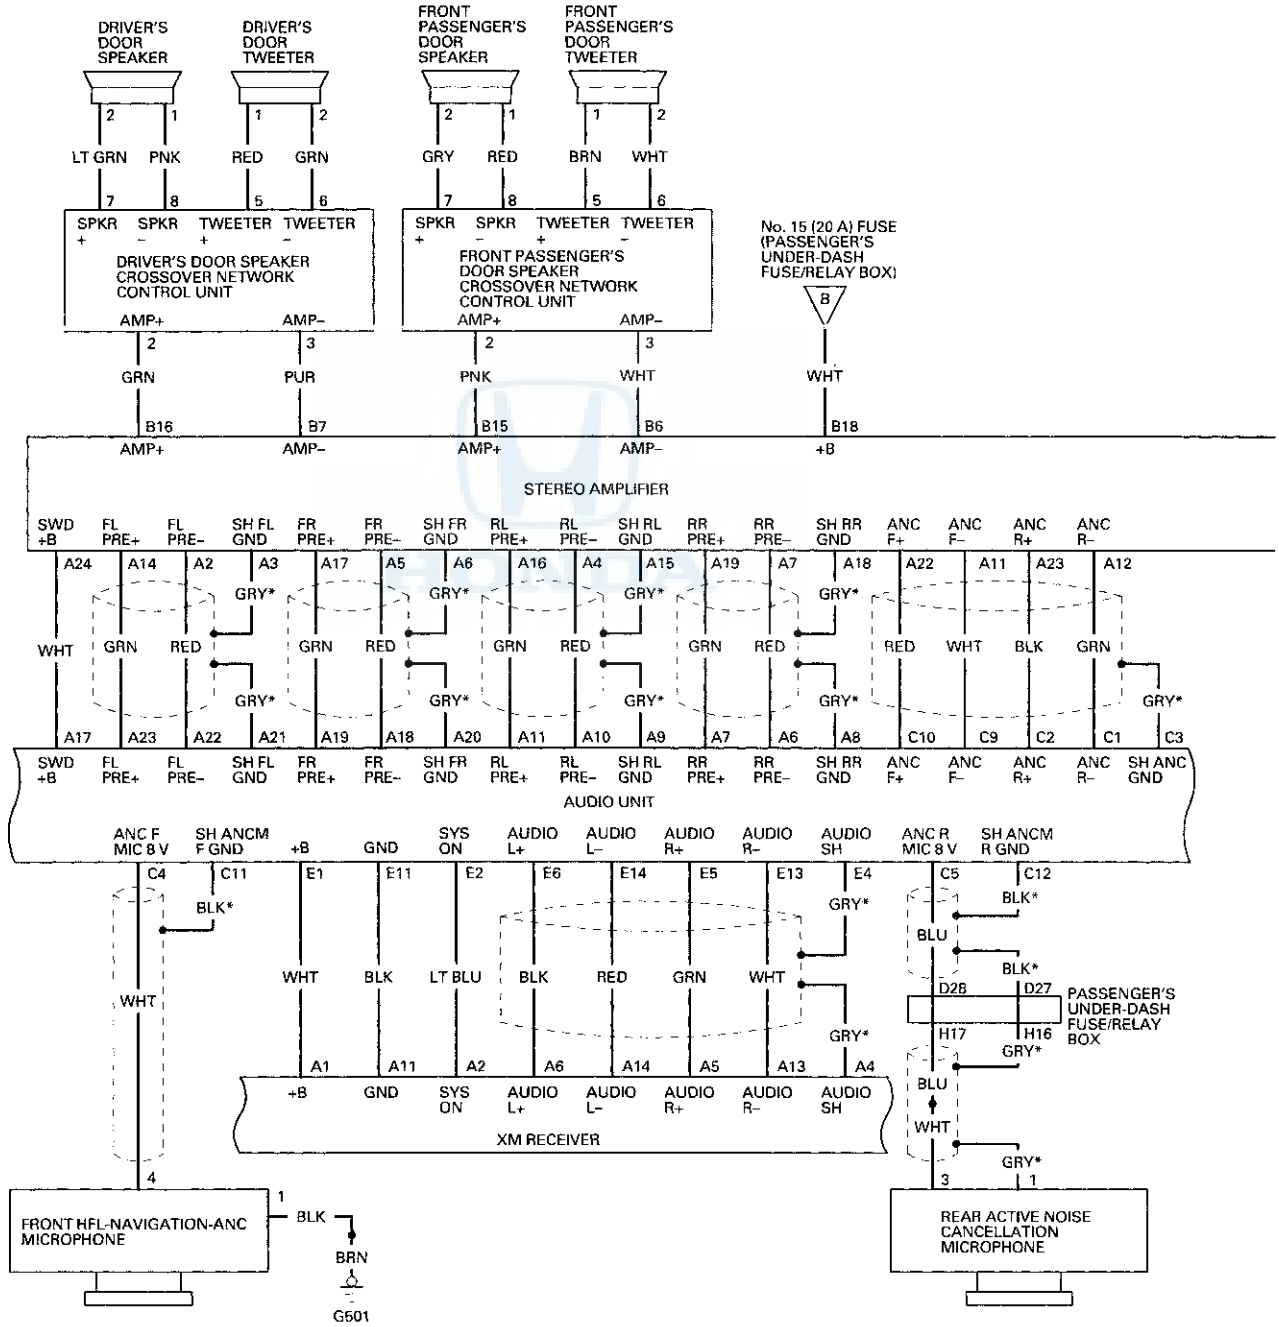 DRIVER'S
DOOR
SPEAKER
DRIVER'S
DOOR
TWEETER
FRONT
PASSENGER'S
DOOR
SPEAKER
FRONT
PASSENGER'S
DOOR
TWEETER
2 1 1 2 2 1 1 2
LT GRN PNK RED GRN GRY RED BRN WHT
7 8 5 6 7 8 5 6
SPKR SPKR TWEETER TWEETER SPKR SPKR TWEETER TWEETER
+ – + – + – + –
DRIVER'S DOOR SPEAKER
CROSSOVER NETWORK
CONTROL UNIT
FRONT PASSENGER'S
DOOR SPEAKER
CROSSOVER NETWORK
CONTROL UNIT
No. 15 (20 A) FUSE
(PASSENGER'S
UNDER-DASH
FUSE/RELAY BOX)
B
AMP+ AMP– AMP+ AMP–
2 3 2 3
GRN PUR PNK WHT WHT
B16 B7 B15 B6 B18
AMP+ AMP– AMP+ AMP– +B
STEREO AMPLIFIER
HONDA
SWD FL FL SH FL FR FR SH FR RL RL SH RL RR RR SH RR ANC ANC ANC ANC
+B PRE+ PRE– GND PRE+ PRE– GND PRE+ PRE– GND PRE+ PRE– GND F+ F– R+ R–
A24 A14 A2 A3 A17 A5 A6 A16 A4 A15 A19 A7 A18 A22 A11 A23 A12
GRY* GRY* GRY* GRY*
WHT GRN RED GRN RED GRN RED GRN RED RED WHT BLK GRN
GRY* GRY* GRY* GRY* GRY*
A17 A23 A22 A21 A19 A18 A20 A11 A10 A9 A7 A6 A8 C10 C9 C2 C1 C3
SWD FL FL SH FL FR FR SH FR RL RL SH RL RR RR SH RR ANC ANC ANC ANC SH ANC
+B PRE+ PRE– GND PRE+ PRE– GND PRE+ PRE– GND PRE+ PRE– GND F+ F– R+ R– GND
AUDIO UNIT
ANC F SH ANCM SYS AUDIO AUDIO AUDIO AUDIO AUDIO ANC R SH ANCM
MIC 8 V F GND +B GND ON L+ L– R+ R– SH MIC 8 V R GND
C4 C11 E1 E11 E2 E6 E14 E5 E13 E4 C5 C12
BLK* GRY* BLK*
BLU
WHT WHT BLK LT BLU BLK RED GRN WHT BLK*
D28 D27
PASSENGER'S
UNDER-DASH
FUSE/RELAY
BOX
H17 H16
GRY* GRY*
A1 A11 A2 A6 A14 A5 A13 A4
BLU
+B GND SYS AUDIO AUDIO AUDIO AUDIO AUDIO
ON L+ L– R+ R– SH
WHT
XM RECEIVER
GRY*
4 3 1
1
BLK
FRONT HFL-NAVIGATION-ANC
MICROPHONE
BRN
G501
REAR ACTIVE NOISE
CANCELLATION
MICROPHONE